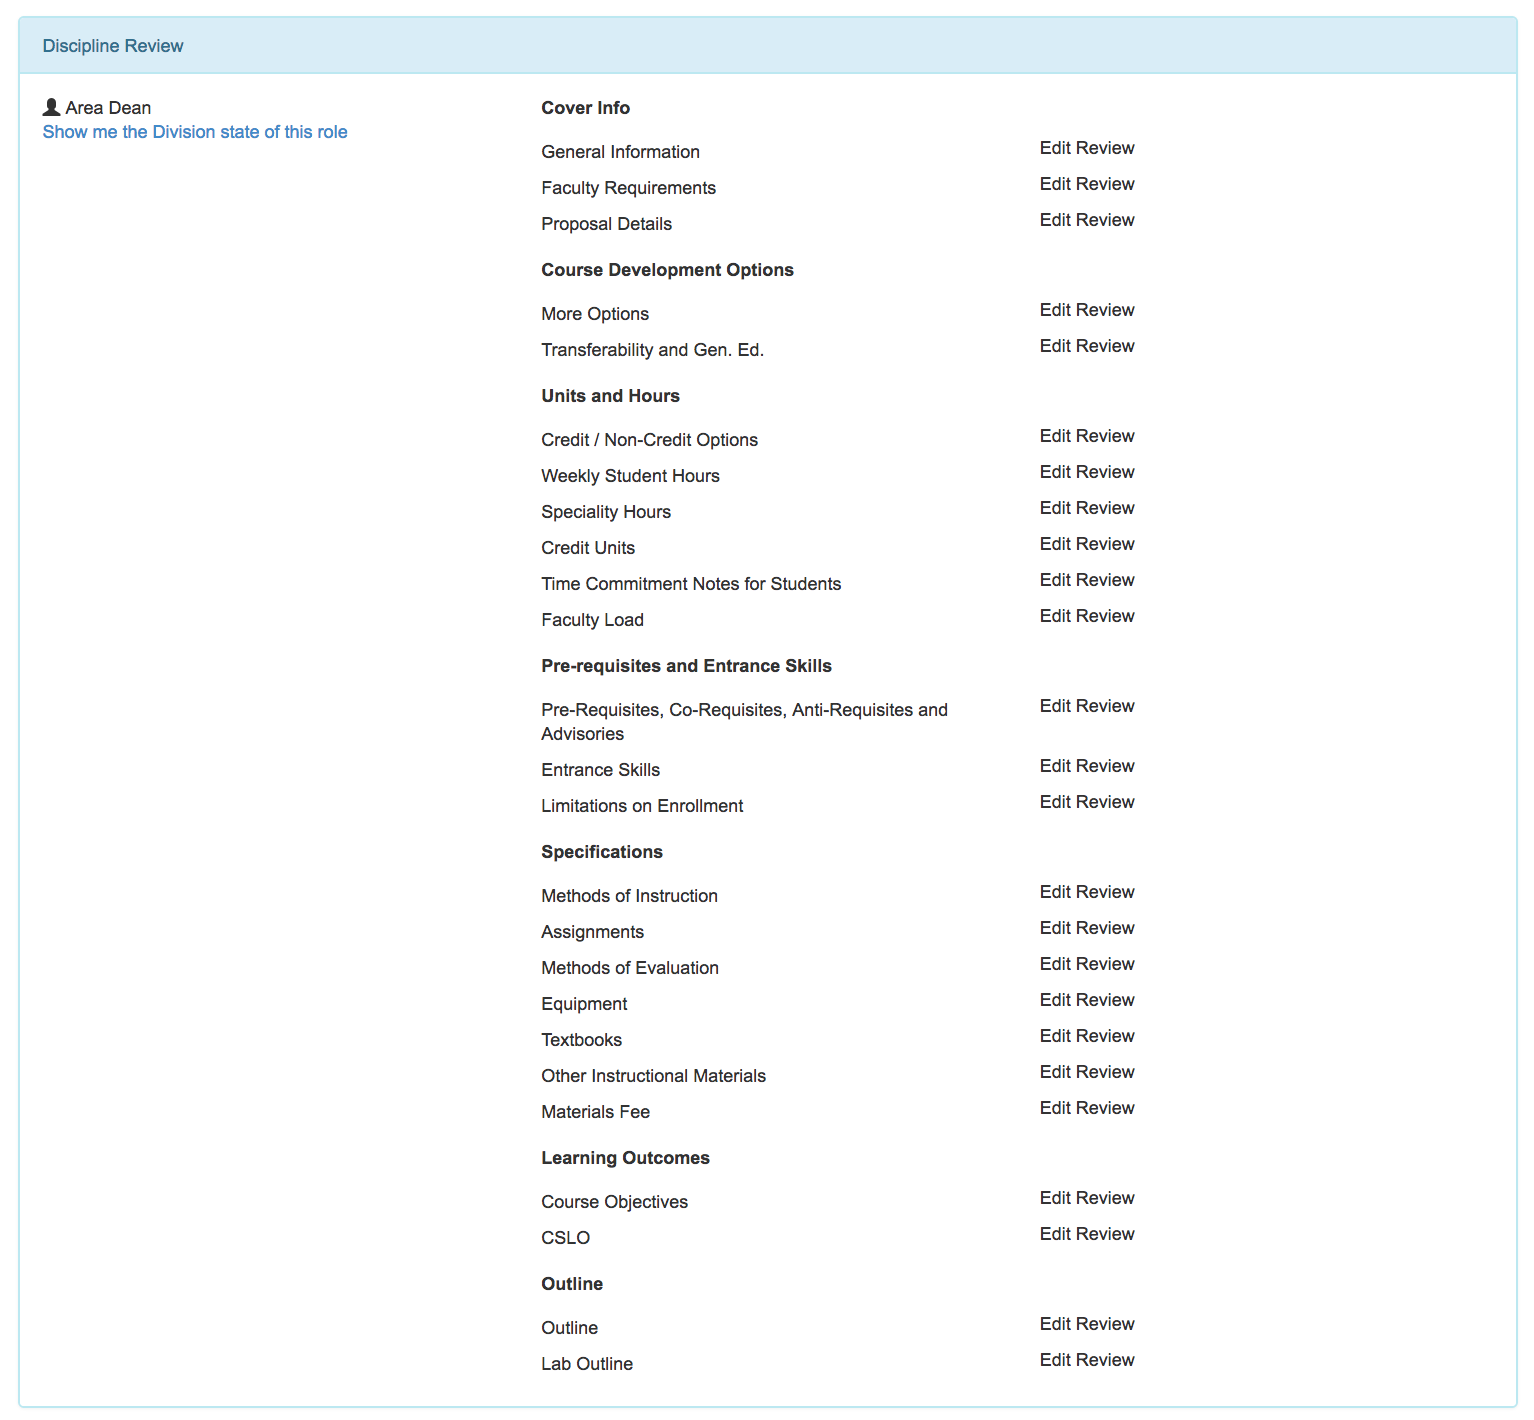 Discipline Review
Area Dean
Show me the Division state of this role
Cover Info
General Information Edit Review
Faculty Requirements Edit Review
Proposal Details Edit Review
Course Development Options
More Options Edit Review
Transferability and Gen. Ed. Edit Review
Units and Hours
Credit / Non-Credit Options Edit Review
Weekly Student Hours Edit Review
Speciality Hours Edit Review
Credit Units Edit Review
Time Commitment Notes for Students Edit Review
Faculty Load Edit Review
Pre-requisites and Entrance Skills
Pre-Requisites, Co-Requisites, Anti-Requisites and Edit Review
Advisories
Entrance Skills Edit Review
Limitations on Enrollment Edit Review
Specifications
Methods of Instruction Edit Review
Assignments Edit Review
Methods of Evaluation Edit Review
Equipment Edit Review
Textbooks Edit Review
Other Instructional Materials Edit Review
Materials Fee Edit Review
Learning Outcomes
Course Objectives Edit Review
CSLO Edit Review
Outline
Outline Edit Review
Lab Outline Edit Review